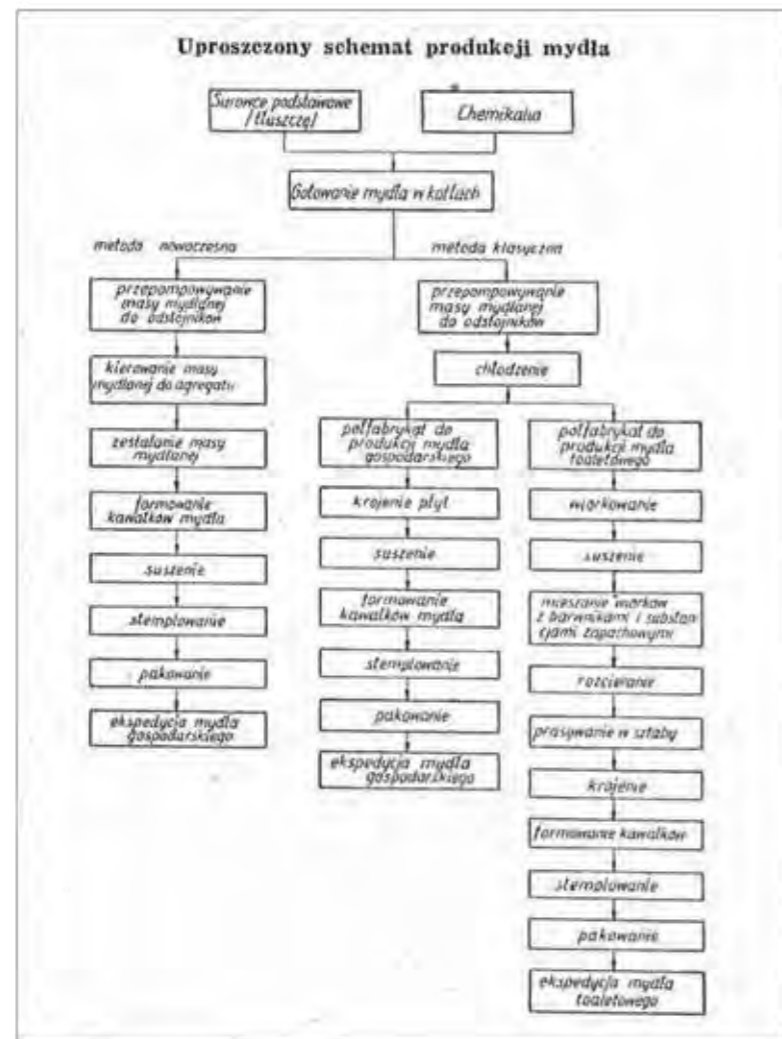 Uproszczony schemat produkcji mydła
Surowce podstawowe
/tłuszcze/
Chemikalia
Gotowanie mydła w kotłach
metoda nowoczesna
metoda klasyczna
przepompowywanie
masy mydlanej
do odstojników
kierowanie masy
mydlanej do agregatu
zestalanie masy
mydlanej
formowanie
kawałków mydła
suszenie
stemplowanie
pakowanie
ekspedycja mydła
gospodarskiego
przepompowywanie
masy mydlanej
do odstojników
chłodzenie
półfabrykat do
produkcji mydła
gospodarskiego
krojenie płyt
suszenie
formowanie
kawałków mydła
stemplowanie
pakowanie
ekspedycja mydła
gospodarskiego
półfabrykat do
produkcji mydła
toaletowego
wiórkowanie
suszenie
mieszanie wiórków
z barwnikami i substan
cjami zapachowymi
rozcieranie
prasowanie w sztaby
krojenie
formowanie kawałków
stemplowanie
pakowanie
ekspedycja mydła
toaletowego